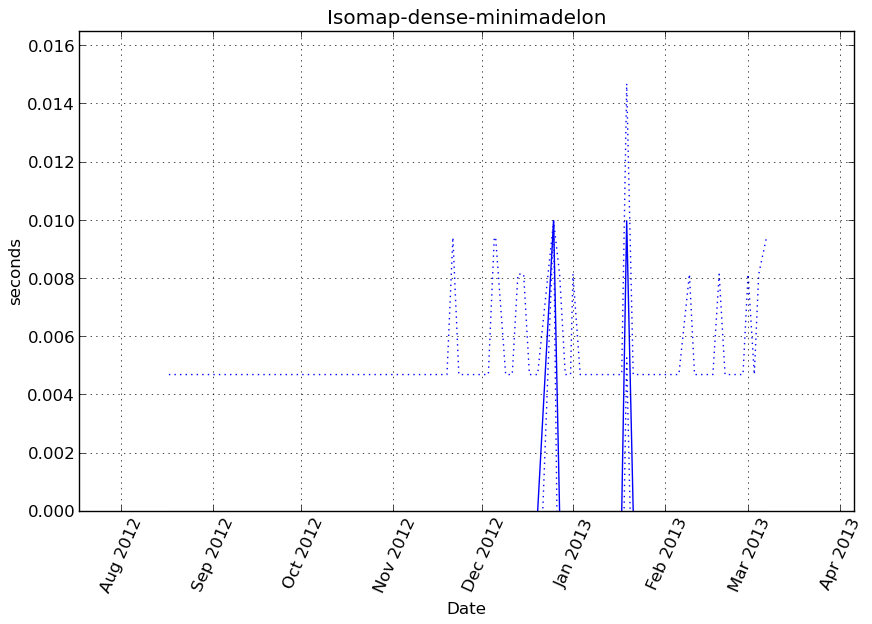 Isomap-dense-minimadelon
0.016
0.014
0.012
0.010
0.008
0.006
0.004
0.002
0.000
seconds
Aug 2012
Sep 2012
Oct 2012
Nov 2012
Dec 2012
Jan 2013
Feb 2013
Mar 2013
Apr 2013
Date